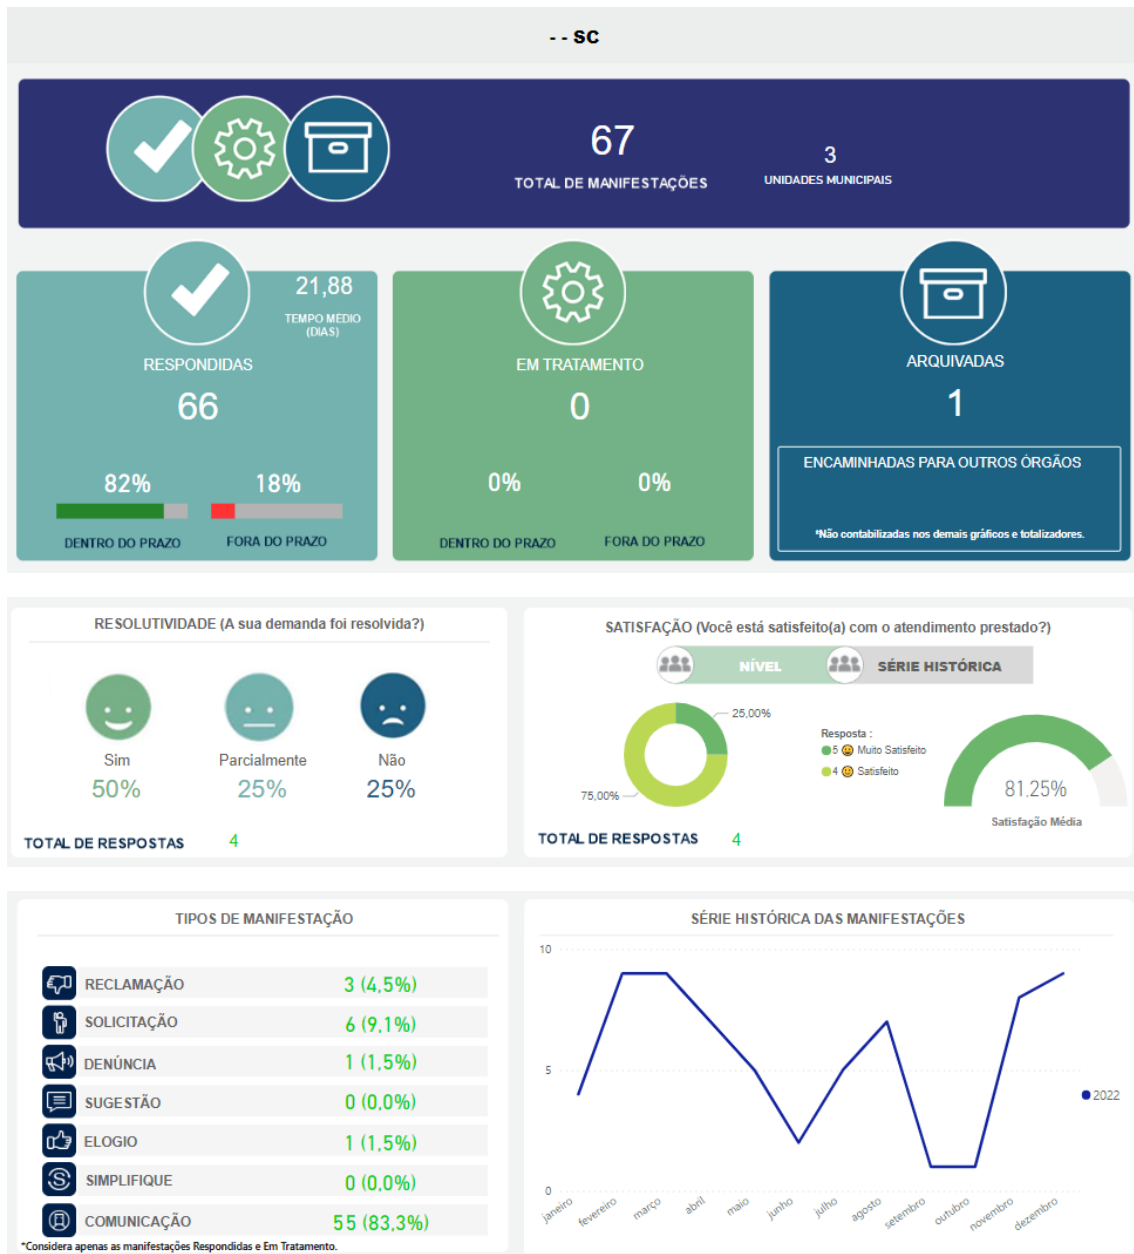 - - SC
67
TOTAL DE MANIFESTAÇÕES
3
UNIDADES MUNICIPAIS
21,88
TEMPO MÉDIO
(DIAS)
RESPONDIDAS
66
82%
18%
DENTRO DO PRAZO
FORA DO PRAZO
EM TRATAMENTO
0
0%
0%
DENTRO DO PRAZO
FORA DO PRAZO
ARQUIVADAS
1
ENCAMINHADAS PARA OUTROS ÓRGÃOS
*Não contabilizadas nos demais gráficos e totalizadores.
RESOLUTIVIDADE (A sua demanda foi resolvida?)
Sim
Parcialmente
Não
50%
25%
25%
TOTAL DE RESPOSTAS 4
SATISFAÇÃO (Você está satisfeito(a) com o atendimento prestado?)
NÍVEL
SÉRIE HISTÓRICA
25,00%
75,00%
Resposta :
5 Muito Satisfeito
4 Satisfeito
81,25%
Satisfação Média
TOTAL DE RESPOSTAS 4
TIPOS DE MANIFESTAÇÃO
RECLAMAÇÃO 3 (4,5%)
SOLICITAÇÃO 6 (9,1%)
DENÚNCIA 1 (1,5%)
SUGESTÃO 0 (0,0%)
ELOGIO 1 (1,5%)
SIMPLIFIQUE 0 (0,0%)
COMUNICAÇÃO 55 (83,3%)
*Considera apenas as manifestações Respondidas e Em Tratamento.
SÉRIE HISTÓRICA DAS MANIFESTAÇÕES
10
5
0
2022
janeiro
fevereiro
março
abril
maio
junho
julho
agosto
setembro
outubro
novembro
dezembro